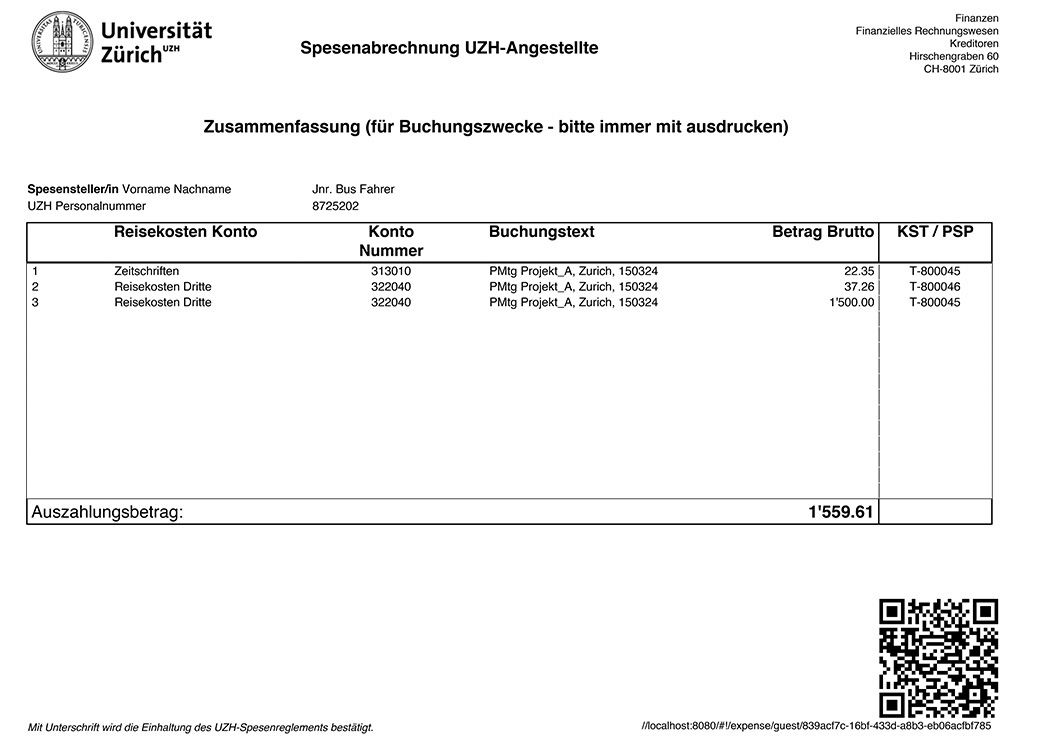 Universität
Zürich UZH
Spesenabrechnung UZH-Angestellte
Finanzen
Finanzielles Rechnungswesen
Kreditoren
Hirschengraben 60
CH-8001 Zürich
Zusammenfassung (für Buchungszwecke - bitte immer mit ausdrucken)
Spesensteller/in Vorname Nachname Jnr. Bus Fahrer
UZH Personalnummer 8725202
Reisekosten Konto Konto Nummer Buchungstext Betrag Brutto KST / PSP
1 Zeitschriften 313010 PMtg Projekt_A, Zurich, 150324 22.35 T-800045
2 Reisekosten Dritte 322040 PMtg Projekt_A, Zurich, 150324 37.26 T-800046
3 Reisekosten Dritte 322040 PMtg Projekt_A, Zurich, 150324 1'500.00 T-800045
Auszahlungsbetrag: 1'559.61
Mit Unterschrift wird die Einhaltung des UZH-Spesenreglements bestätigt.
//localhost:8080/#!/expense/guest/839acf7c-16bf-433d-a8b3-eb06acfbf785